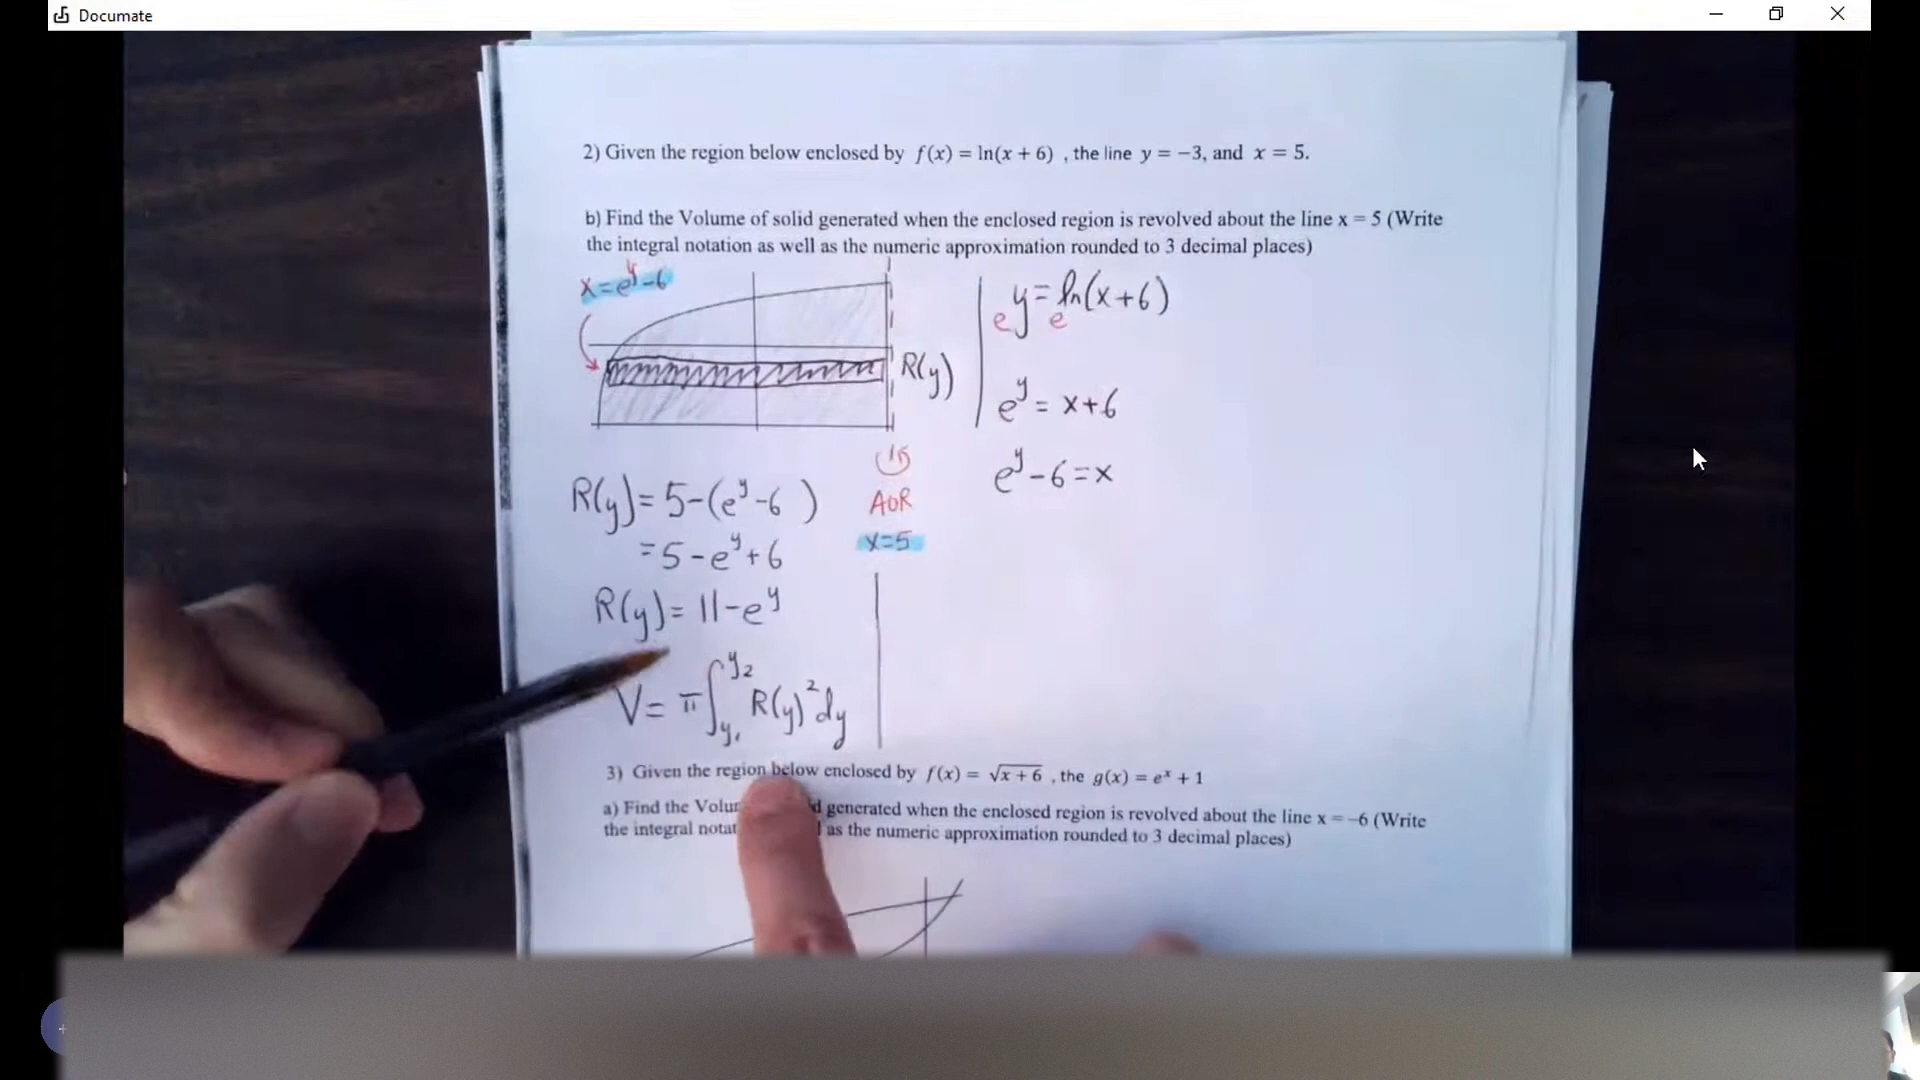 Documate
2) Given the region below enclosed by f(x) = ln(x + 6) , the line y = −3, and x = 5.
b) Find the Volume of solid generated when the enclosed region is revolved about the line x = 5 (Write
the integral notation as well as the numeric approximation rounded to 3 decimal places)
x=e^y-6
R(y)
e^y = e^ln(x+6)
e^y = x+6
e^y - 6 = x
AOR
x=5
R(y) = 5-(e^y -6 )
= 5 - e^y + 6
R(y) = 11 - e^y
V = π∫_{y₁}^{y₂} R(y)² dy
3) Given the region below enclosed by f(x) = √x + 6 , the g(x) = e^x + 1
a) Find the generated when the enclosed region is revolved about the line x = −6 (Write
the integral as the numeric approximation rounded to 3 decimal places)